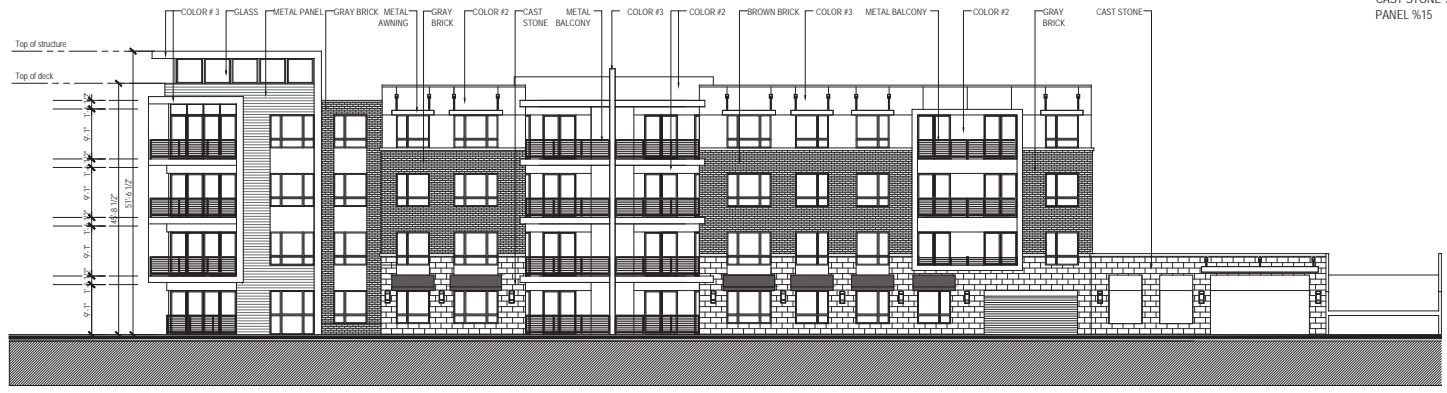 PANEL %15
COLOR # 3
GLASS
METAL PANEL
GRAY BRICK
METAL
AWNING
GRAY
BRICK
COLOR #2
CAST
STONE
METAL
BALCONY
COLOR #3
COLOR #2
BROWN BRICK
COLOR #3
METAL BALCONY
COLOR #2
GRAY
BRICK
CAST STONE
Top of structure
Top of deck
9'-1"
9'-1"
9'-1"
9'-1"
51'-6 1/2"